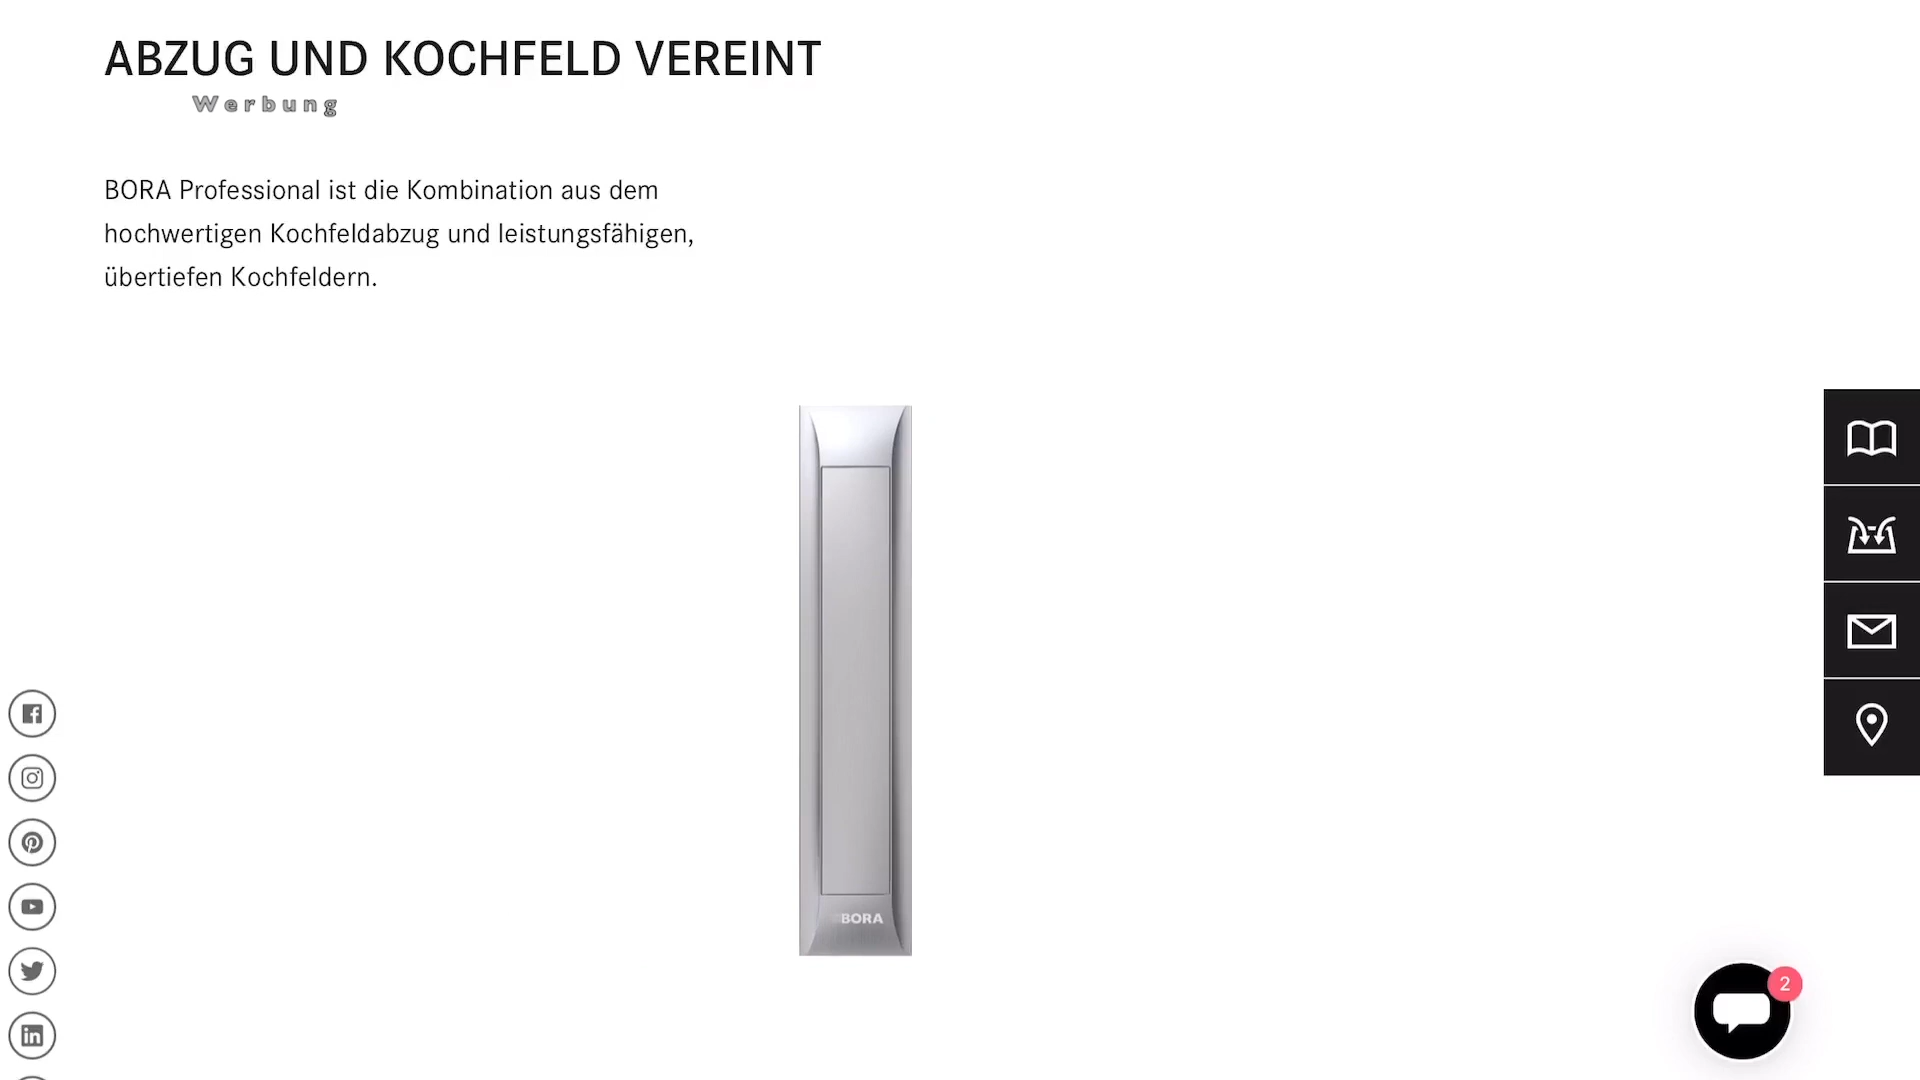 ABZUG UND KOCHFELD VEREINT
Werbung
BORA Professional ist die Kombination aus dem
hochwertigen Kochfeldabzug und leistungsfähigen,
übertiefen Kochfeldern.
BORA
2